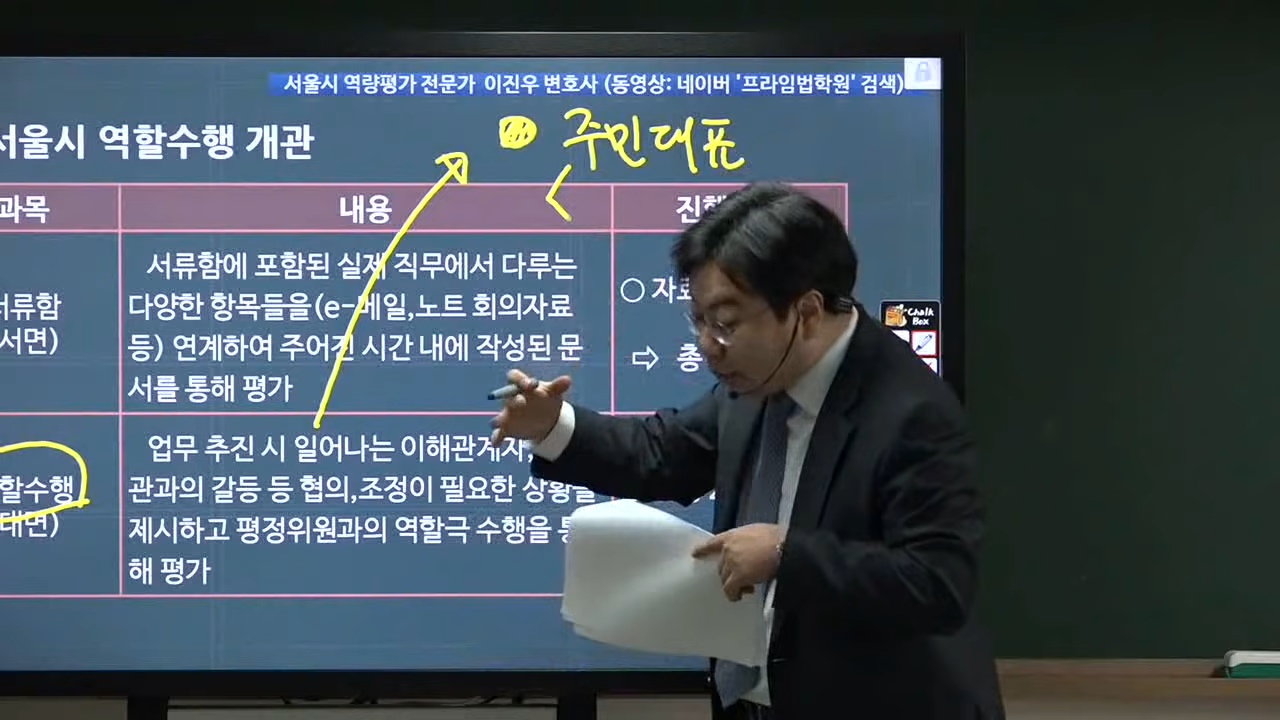 서울시 역량평가 전문가 이진우 변호사 (동영상: 네이버 '프라임법학원' 검색)
주민대표
서울시 역할수행 개관
과목 내용
서류함에 포함된 실제 직무에서 다루는
다양한 항목들을(e-메일,노트 회의자료
등) 연계하여 주어진 시간 내에 작성된 문
서를 통해 평가
서류함
서면)
○ 자료
⇨ 총
Chalk
Box
업무 추진 시 일어나는 이해관계자,
관과의 갈등 등 협의,조정이 필요한 상황을
제시하고 평정위원과의 역할극 수행을 통
해 평가
할수행
대면)